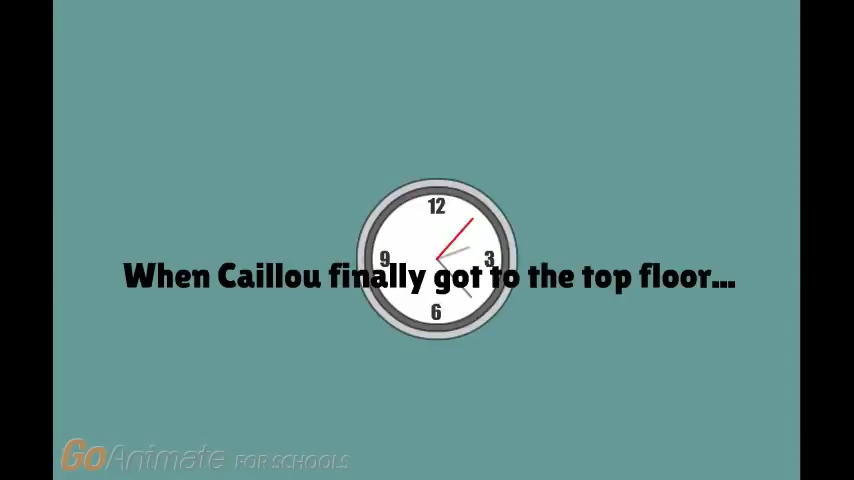 12
9 3
When Caillou finally got to the top floor...
6
GoAnimate FOR SCHOOLS